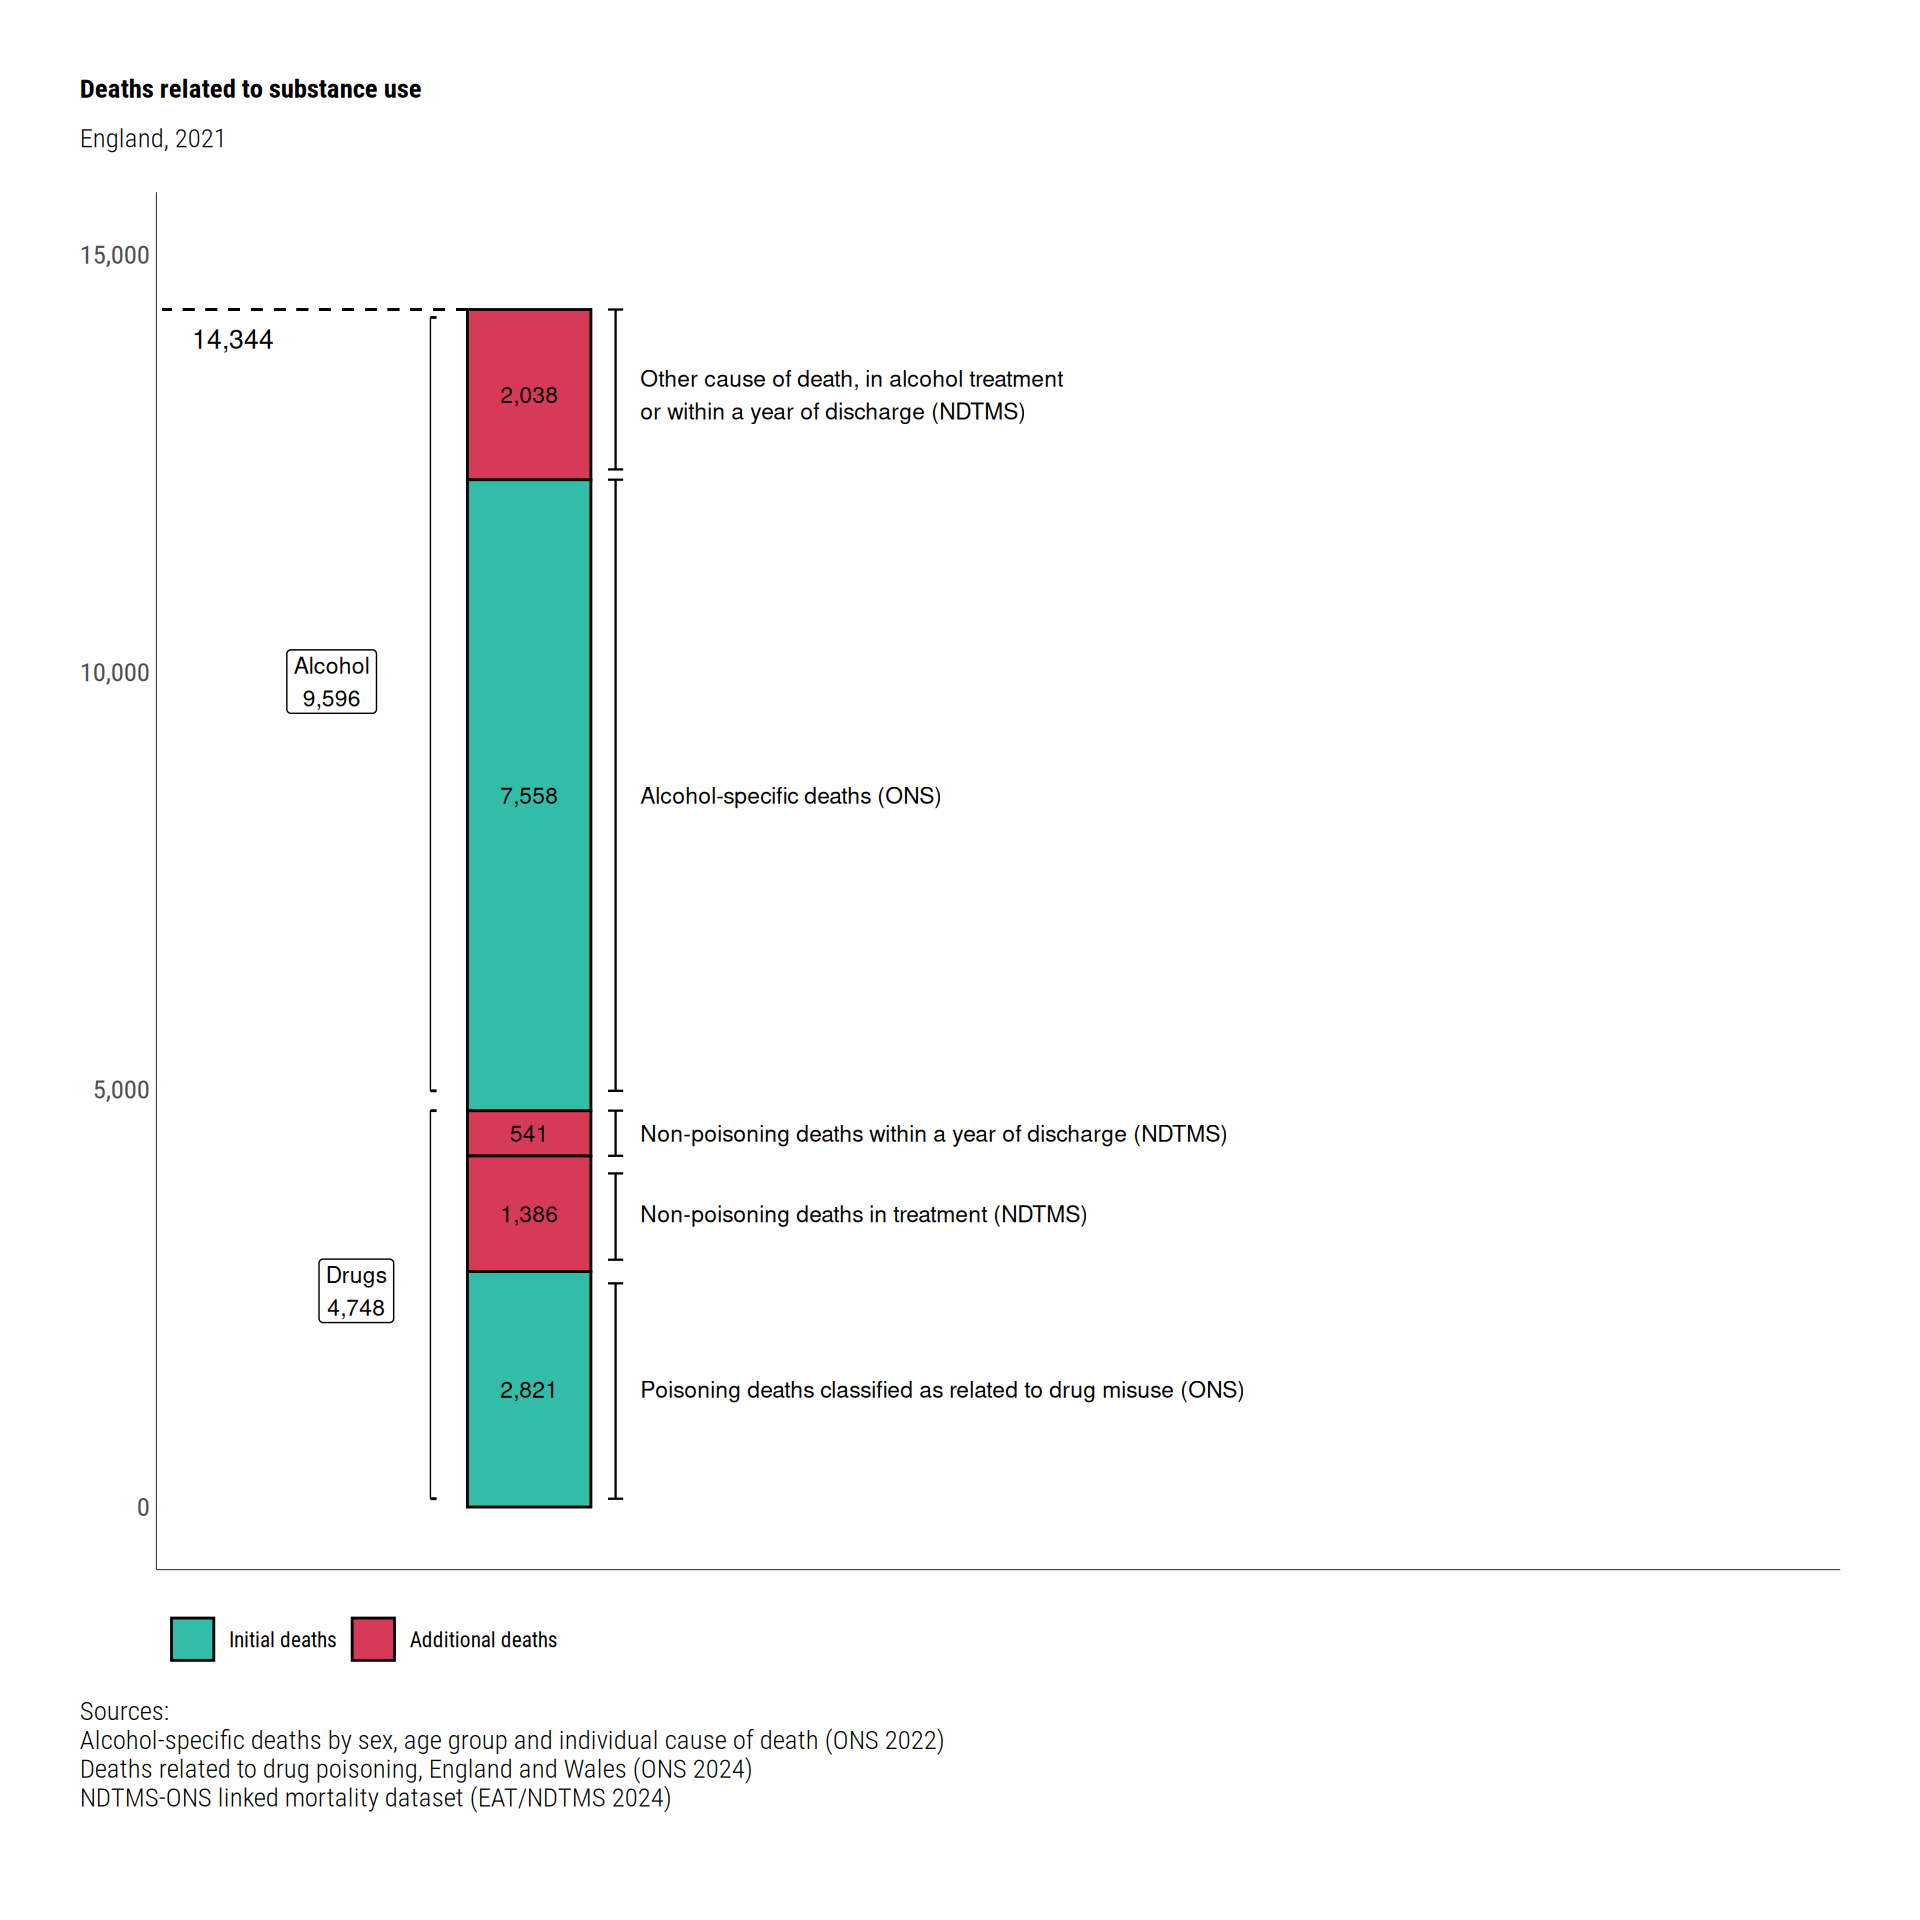 Deaths related to substance use
England, 2021
15,000
14,344
2,038
Other cause of death, in alcohol treatment
or within a year of discharge (NDTMS)
Alcohol
9,596
10,000
7,558
Alcohol-specific deaths (ONS)
5,000
541
Non-poisoning deaths within a year of discharge (NDTMS)
1,386
Non-poisoning deaths in treatment (NDTMS)
Drugs
4,748
2,821
Poisoning deaths classified as related to drug misuse (ONS)
0
Initial deaths
Additional deaths
Sources:
Alcohol-specific deaths by sex, age group and individual cause of death (ONS 2022)
Deaths related to drug poisoning, England and Wales (ONS 2024)
NDTMS-ONS linked mortality dataset (EAT/NDTMS 2024)